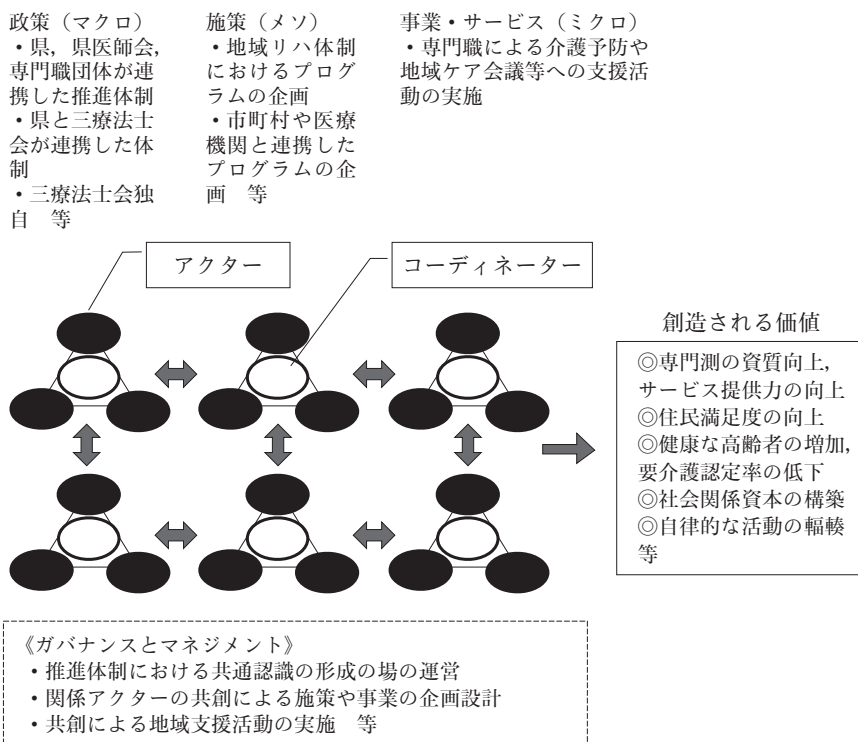 政策（マクロ）
・県，県医師会，
専門職団体が連
携した推進体制
・県と三療法士
会が連携した体
制
・三療法士会独
自　等
施策（メソ）
・地域リハ体制
におけるプログ
ラムの企画
・市町村や医療
機関と連携した
プログラムの企
画　等
事業・サービス（ミクロ）
・専門職による介護予防や
地域ケア会議等への支援活
動の実施
アクター
コーディネーター
創造される価値
◎専門測の資質向上，
サービス提供力の向上
◎住民満足度の向上
◎健康な高齢者の増加，
要介護認定率の低下
◎社会関係資本の構築
◎自律的な活動の輻輳
等
《ガバナンスとマネジメント》
・推進体制における共通認識の形成の場の運営
・関係アクターの共創による施策や事業の企画設計
・共創による地域支援活動の実施　等